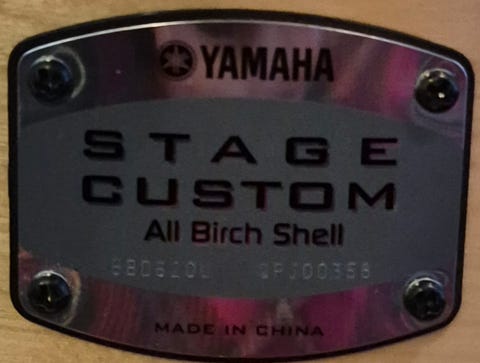 YAMAHA
STAGE
CUSTOM
All Birch Shell
MADE IN CHINA